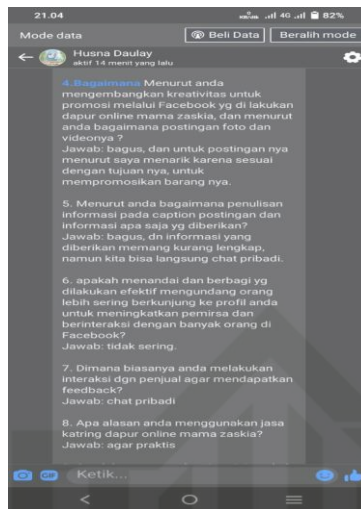 21.04
4G
82%
Mode data
Beli Data
Beralih mode
Husna Daulay
aktif 14 menit yang lalu
4.Bagaimana Menurut anda
mengembangkan kreativitas untuk
promosi melalui Facebook yg di lakukan
dapur online mama zaskia, dan menurut
anda bagaimana postingan foto dan
videonya ?
Jawab: bagus, dan untuk postingan nya
menurut saya menarik karena sesuai
dengan tujuan nya, untuk
mempromosikan barang nya.
5. Menurut anda bagaimana penulisan
informasi pada caption postingan dan
informasi apa saja yg diberikan?
Jawab: bagus, dn informasi yang
diberikan memang kurang lengkap,
namun kita bisa langsung chat pribadi.
6. apakah menandai dan berbagi yg
dilakukan efektif mengundang orang
lebih sering berkunjung ke profil anda
untuk meningkatkan pemirsa dan
berinteraksi dengan banyak orang di
Facebook?
Jawab: tidak sering.
7. Dimana biasanya anda melakukan
interaksi dgn penjual agar mendapatkan
feedback?
Jawab: chat pribadi
8. Apa alasan anda menggunakan jasa
katring dapur online mama zaskia?
Jawab: agar praktis
GIF
Ketik...